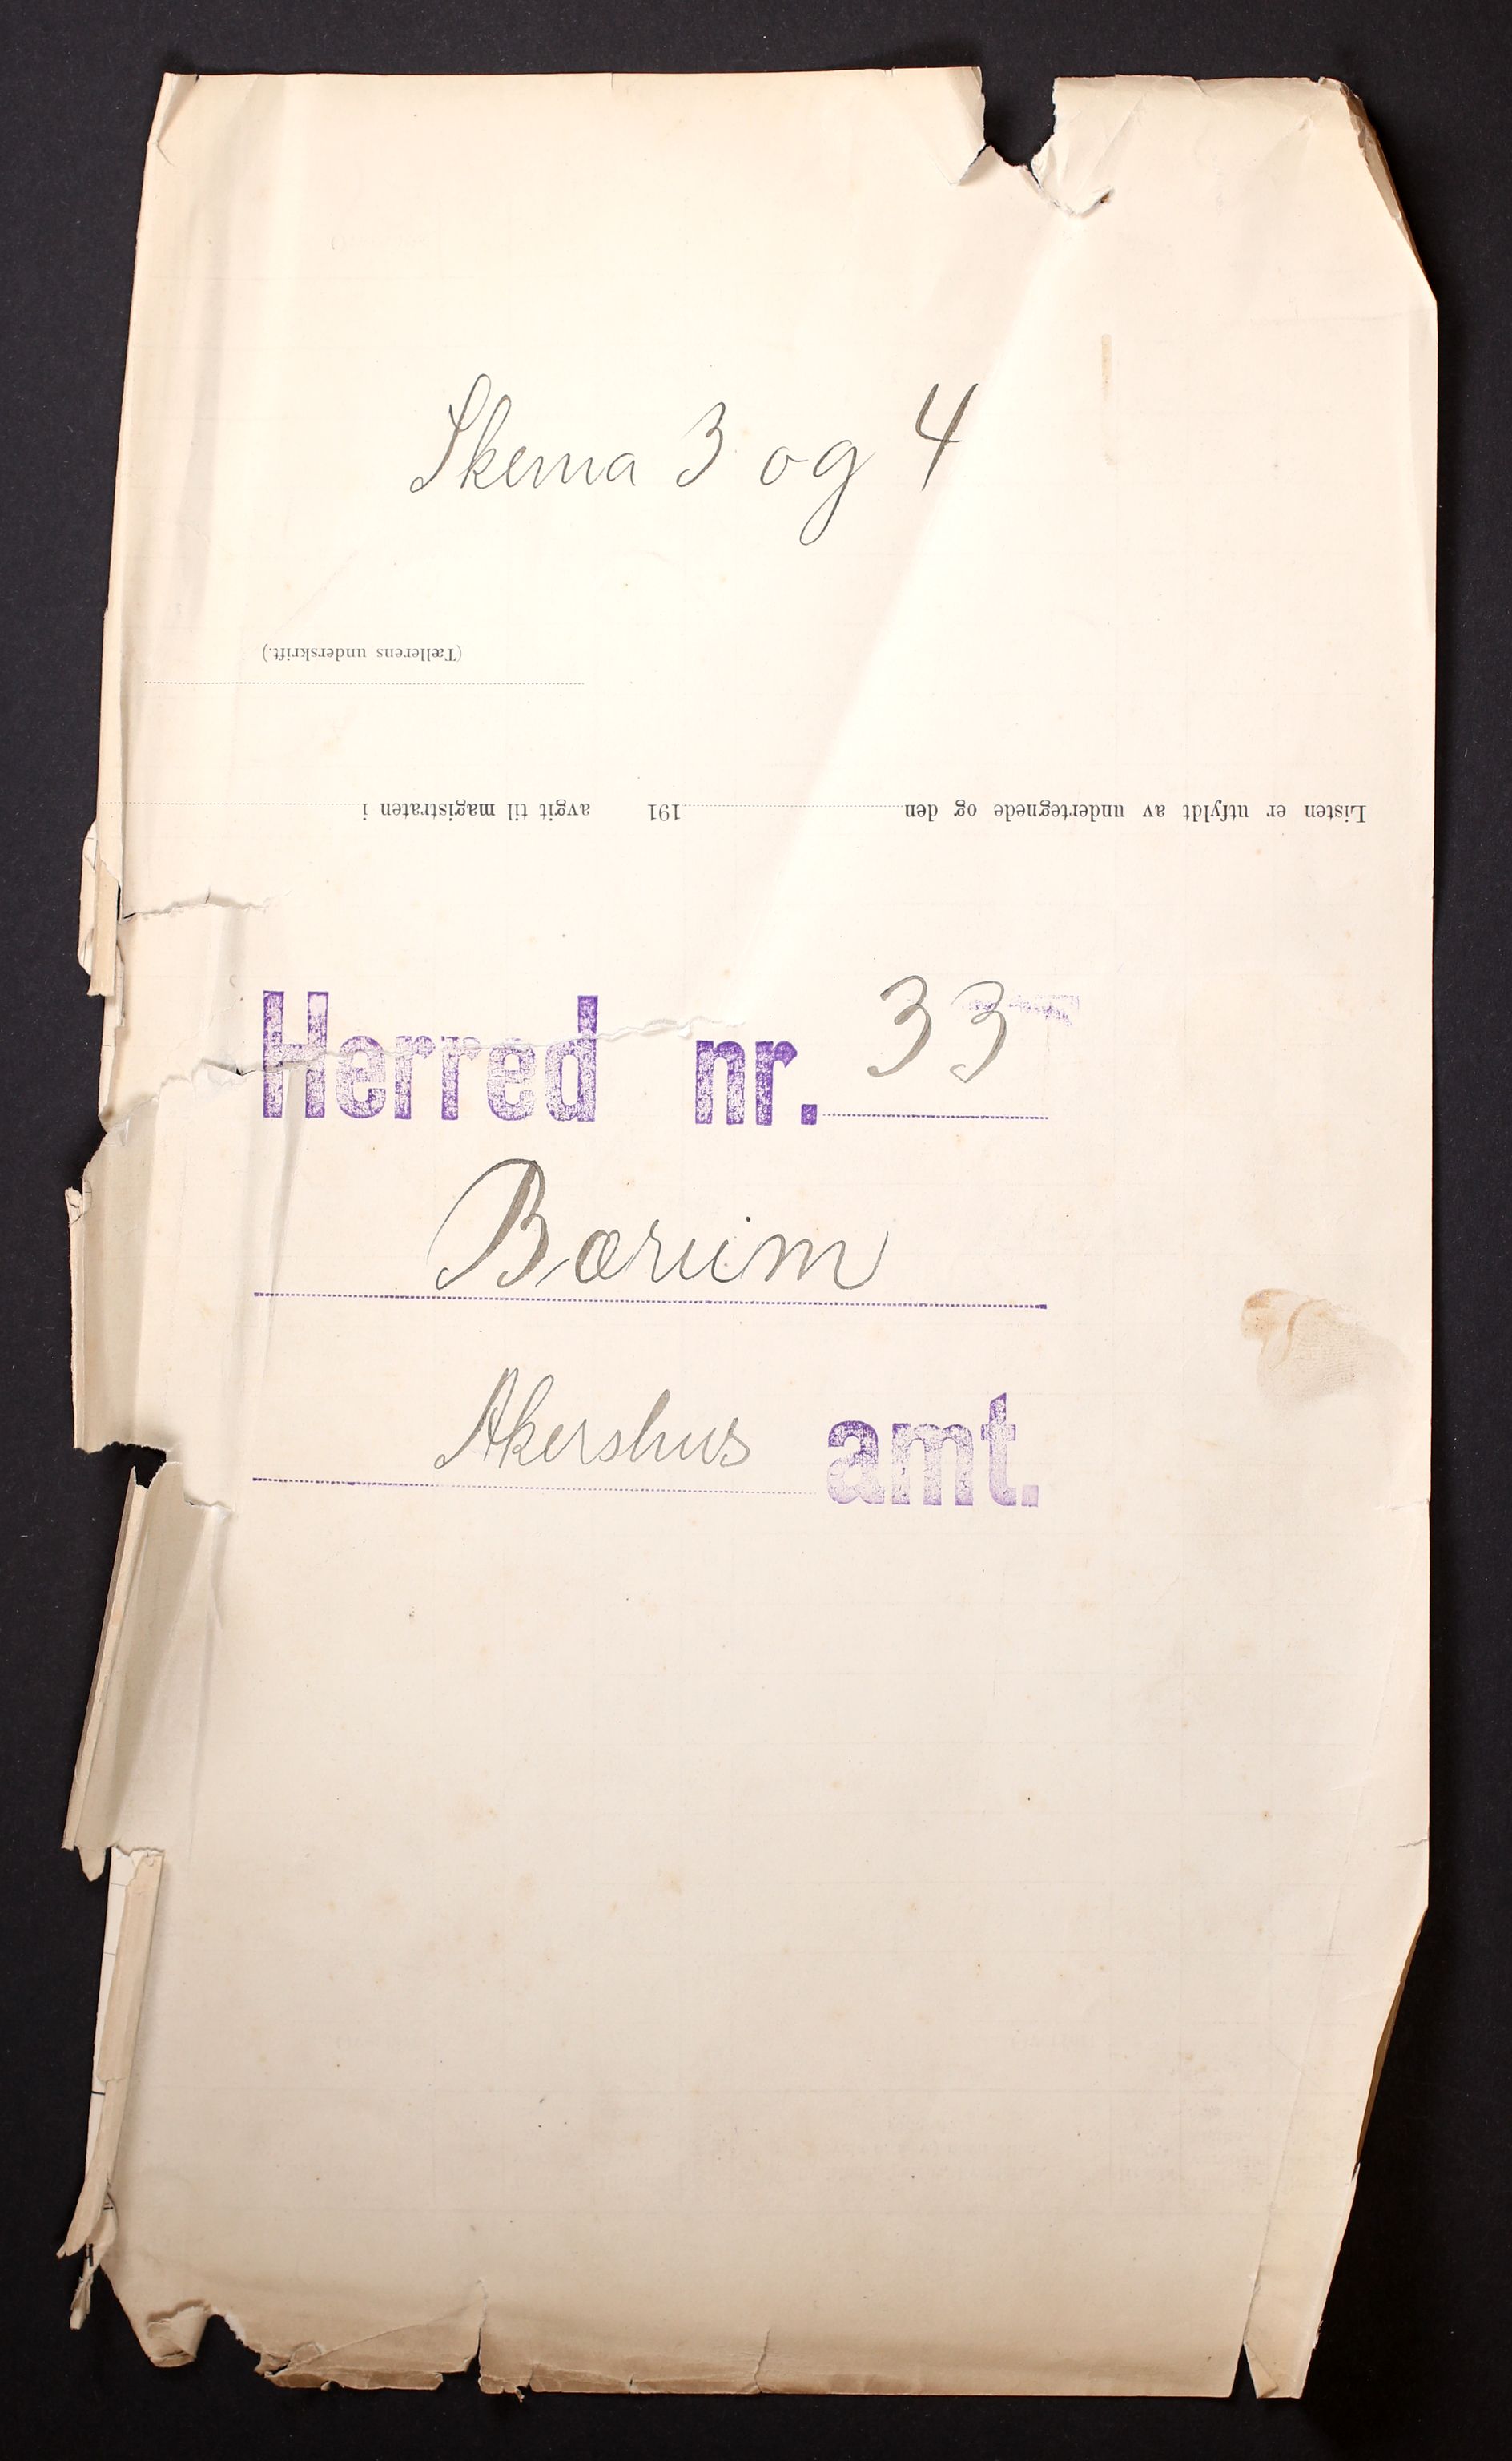 Skema 3 og 4
(Tællerens underskrift.)
Listen er utfyldt av undertegnede og den 191 avgit til magistraten i
Herred nr. 33
Bærum
Akershus amt.